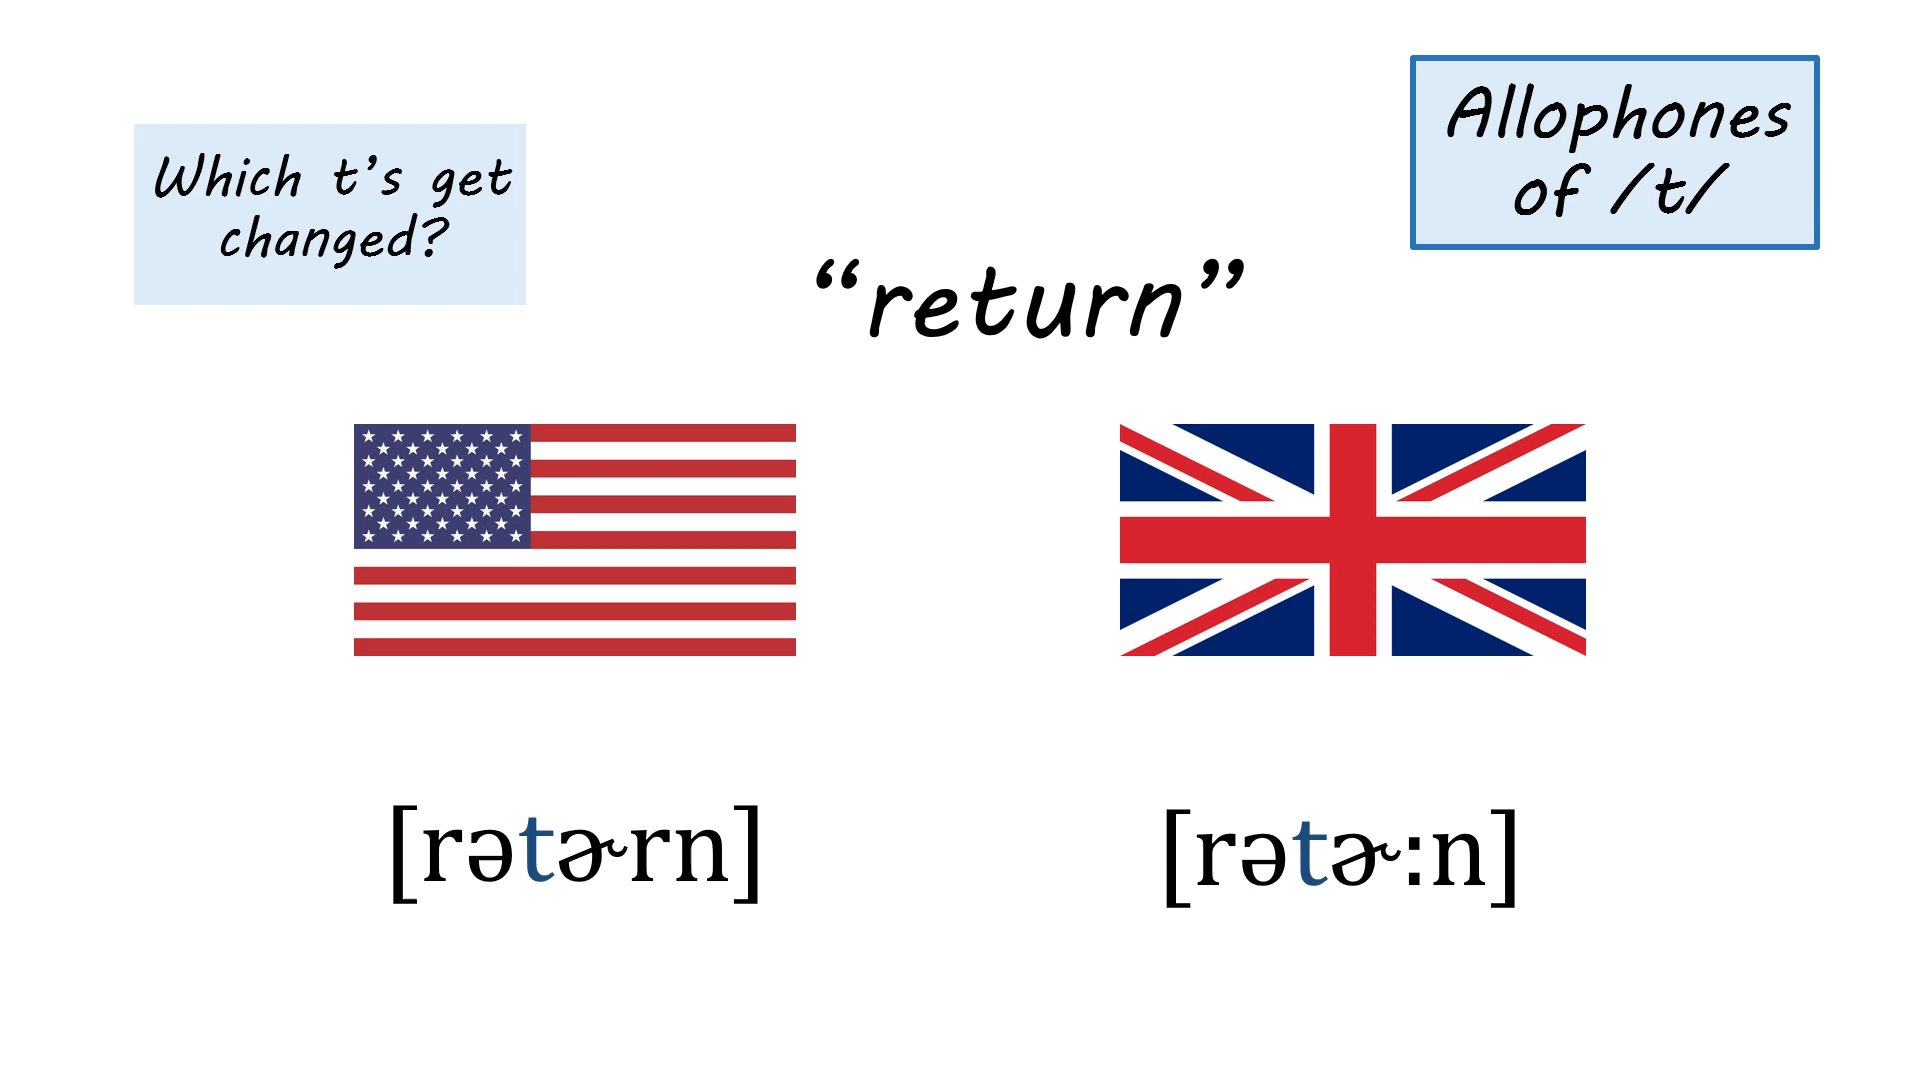 Which t's get
changed?
Allophones
of /t/
“return”
[rətɚrn]
[rətɚ:n]